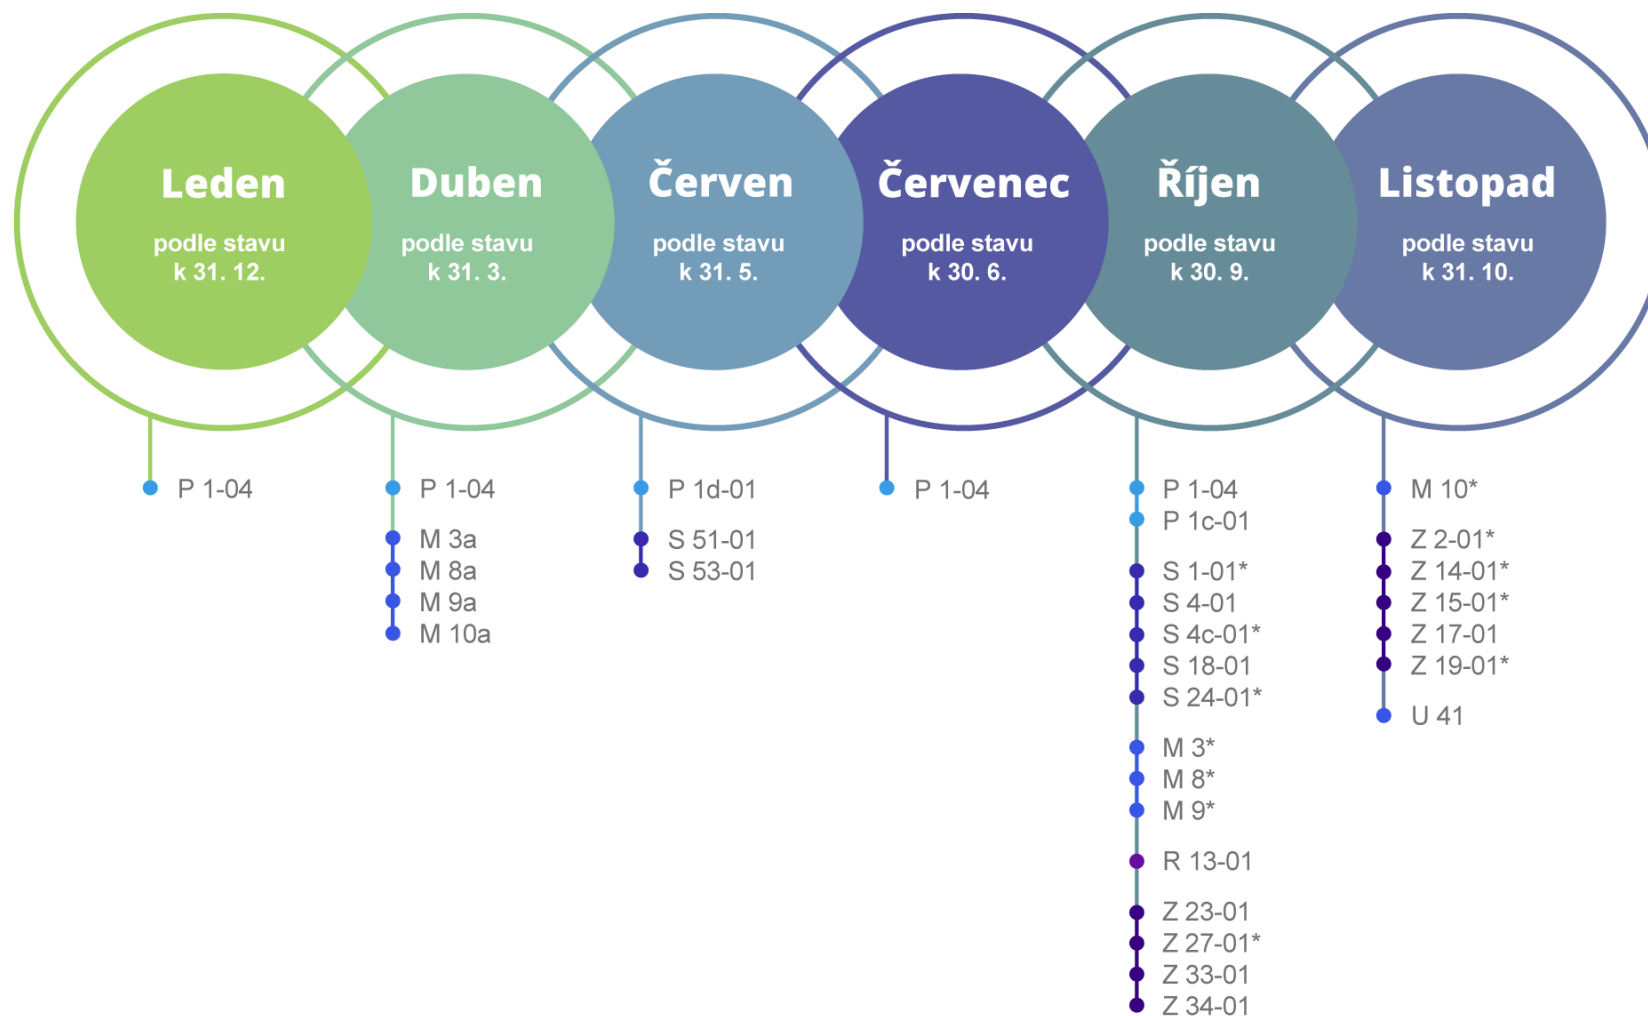 Leden
podle stavu
k 31. 12.
P 1-04
Duben
podle stavu
k 31. 3.
P 1-04
M 3a
M 8a
M 9a
M 10a
Červen
podle stavu
k 31. 5.
P 1d-01
S 51-01
S 53-01
Červenec
podle stavu
k 30. 6.
P 1-04
Říjen
podle stavu
k 30. 9.
P 1-04
P 1c-01
S 1-01*
S 4-01
S 4c-01*
S 18-01
S 24-01*
M 3*
M 8*
M 9*
R 13-01
Z 23-01
Z 27-01*
Z 33-01
Z 34-01
Listopad
podle stavu
k 31. 10.
M 10*
Z 2-01*
Z 14-01*
Z 15-01*
Z 17-01
Z 19-01*
U 41